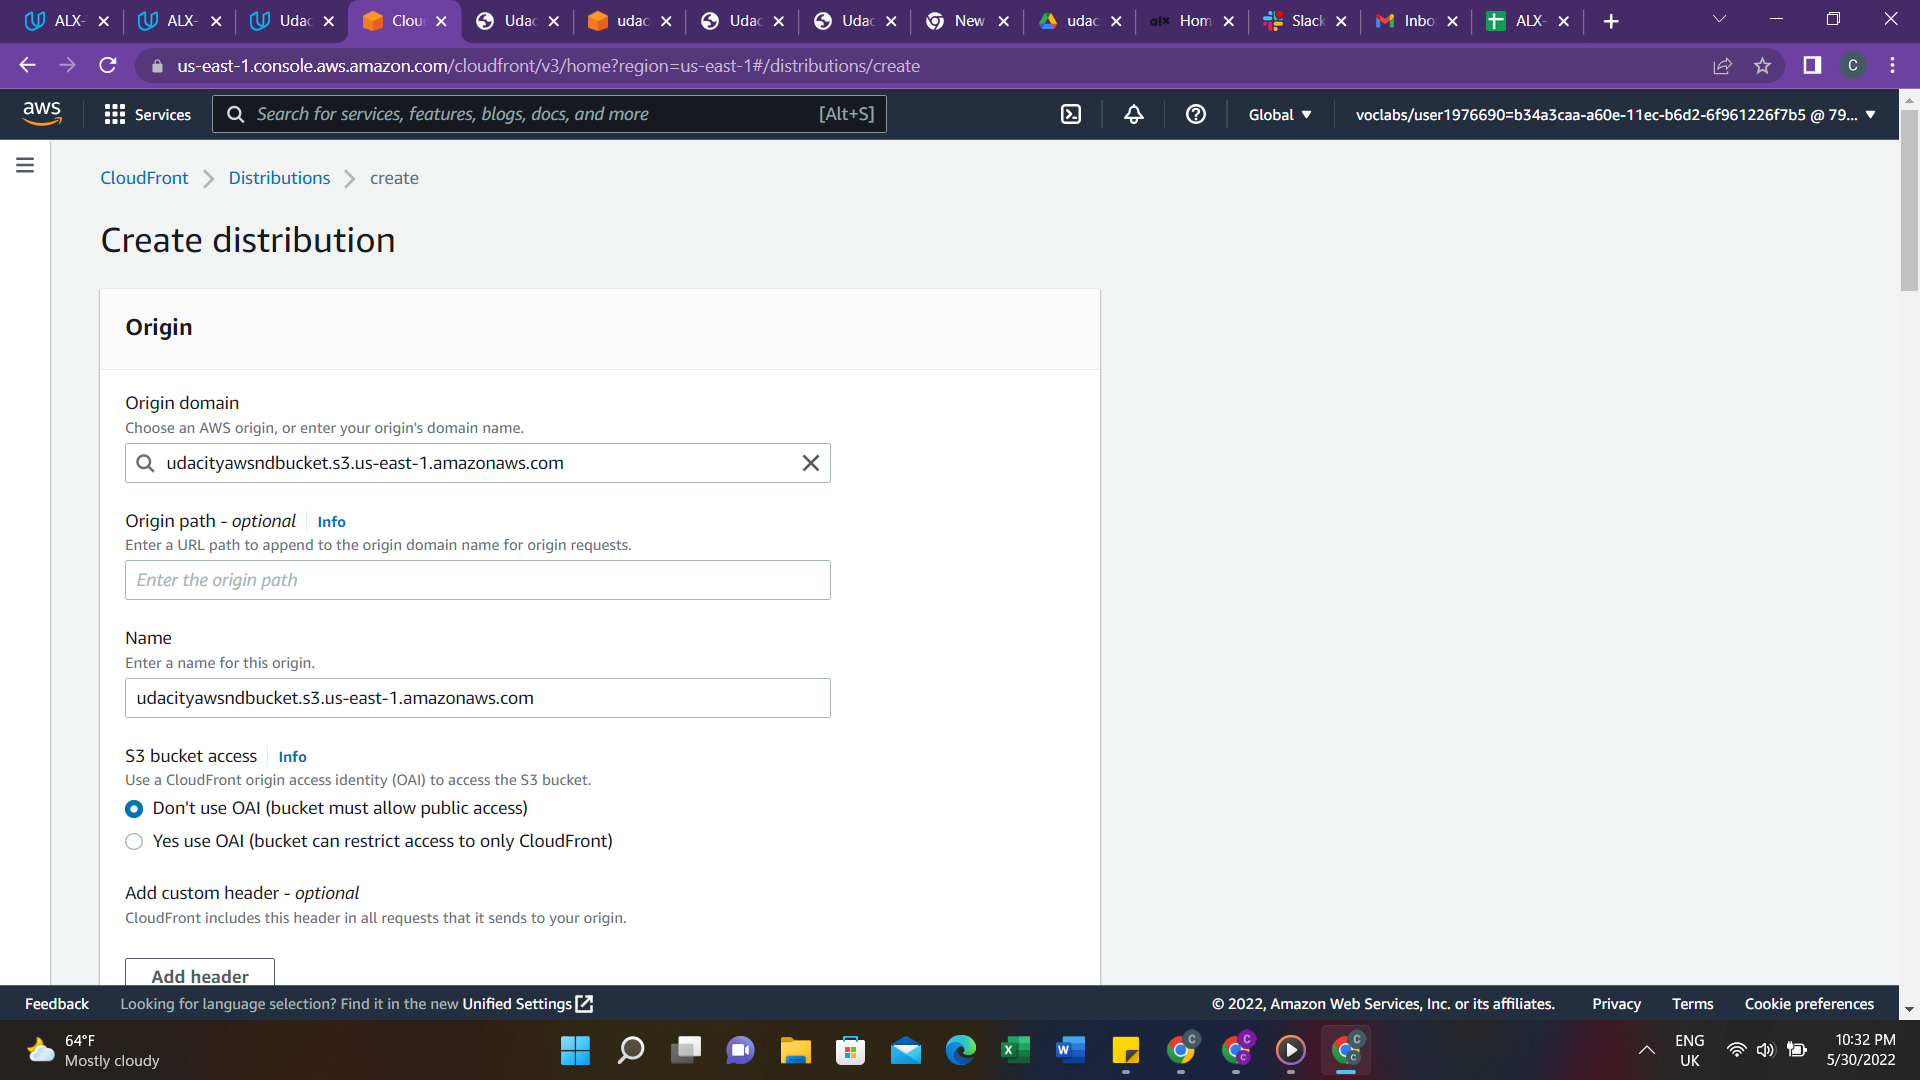 ALX-
ALX-
Udac
Clou
Udac
udac
Udac
Udac
New
udac
alx Hom
Slack
Inbo
ALX-
us-east-1.console.aws.amazon.com/cloudfront/v3/home?region=us-east-1#/distributions/create
C
aws
Services
Search for services, features, blogs, docs, and more [Alt+S]
Global
voclabs/user1976690=b34a3caa-a60e-11ec-b6d2-6f961226f7b5 @ 79...
CloudFront > Distributions > create
Create distribution
Origin
Origin domain
Choose an AWS origin, or enter your origin's domain name.
udacityawsndbucket.s3.us-east-1.amazonaws.com
Origin path - optional Info
Enter a URL path to append to the origin domain name for origin requests.
Enter the origin path
Name
Enter a name for this origin.
udacityawsndbucket.s3.us-east-1.amazonaws.com
S3 bucket access Info
Use a CloudFront origin access identity (OAI) to access the S3 bucket.
Don't use OAI (bucket must allow public access)
Yes use OAI (bucket can restrict access to only CloudFront)
Add custom header - optional
CloudFront includes this header in all requests that it sends to your origin.
Add header
Feedback Looking for language selection? Find it in the new Unified Settings © 2022, Amazon Web Services, Inc. or its affiliates. Privacy Terms Cookie preferences
64°F
Mostly cloudy
ENG
UK
10:32 PM
5/30/2022